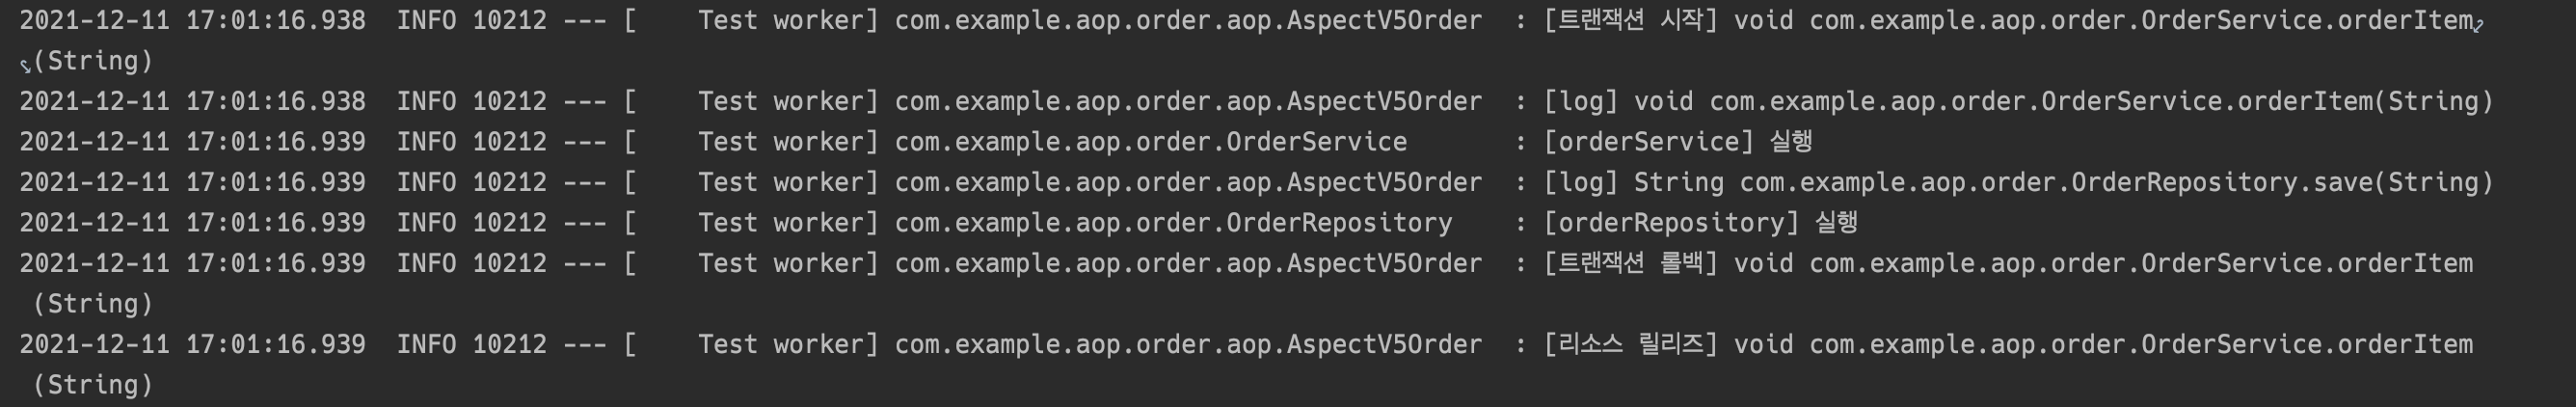 2021-12-11 17:01:16.938  INFO 10212 --- [    Test worker] com.example.aop.order.aop.AspectV5Order  : [트랜잭션 시작] void com.example.aop.order.OrderService.orderItem
(String)
2021-12-11 17:01:16.938  INFO 10212 --- [    Test worker] com.example.aop.order.aop.AspectV5Order  : [log] void com.example.aop.order.OrderService.orderItem(String)
2021-12-11 17:01:16.939  INFO 10212 --- [    Test worker] com.example.aop.order.OrderService       : [orderService] 실행
2021-12-11 17:01:16.939  INFO 10212 --- [    Test worker] com.example.aop.order.aop.AspectV5Order  : [log] String com.example.aop.order.OrderRepository.save(String)
2021-12-11 17:01:16.939  INFO 10212 --- [    Test worker] com.example.aop.order.OrderRepository    : [orderRepository] 실행
2021-12-11 17:01:16.939  INFO 10212 --- [    Test worker] com.example.aop.order.aop.AspectV5Order  : [트랜잭션 롤백] void com.example.aop.order.OrderService.orderItem
(String)
2021-12-11 17:01:16.939  INFO 10212 --- [    Test worker] com.example.aop.order.aop.AspectV5Order  : [리소스 릴리즈] void com.example.aop.order.OrderService.orderItem
(String)